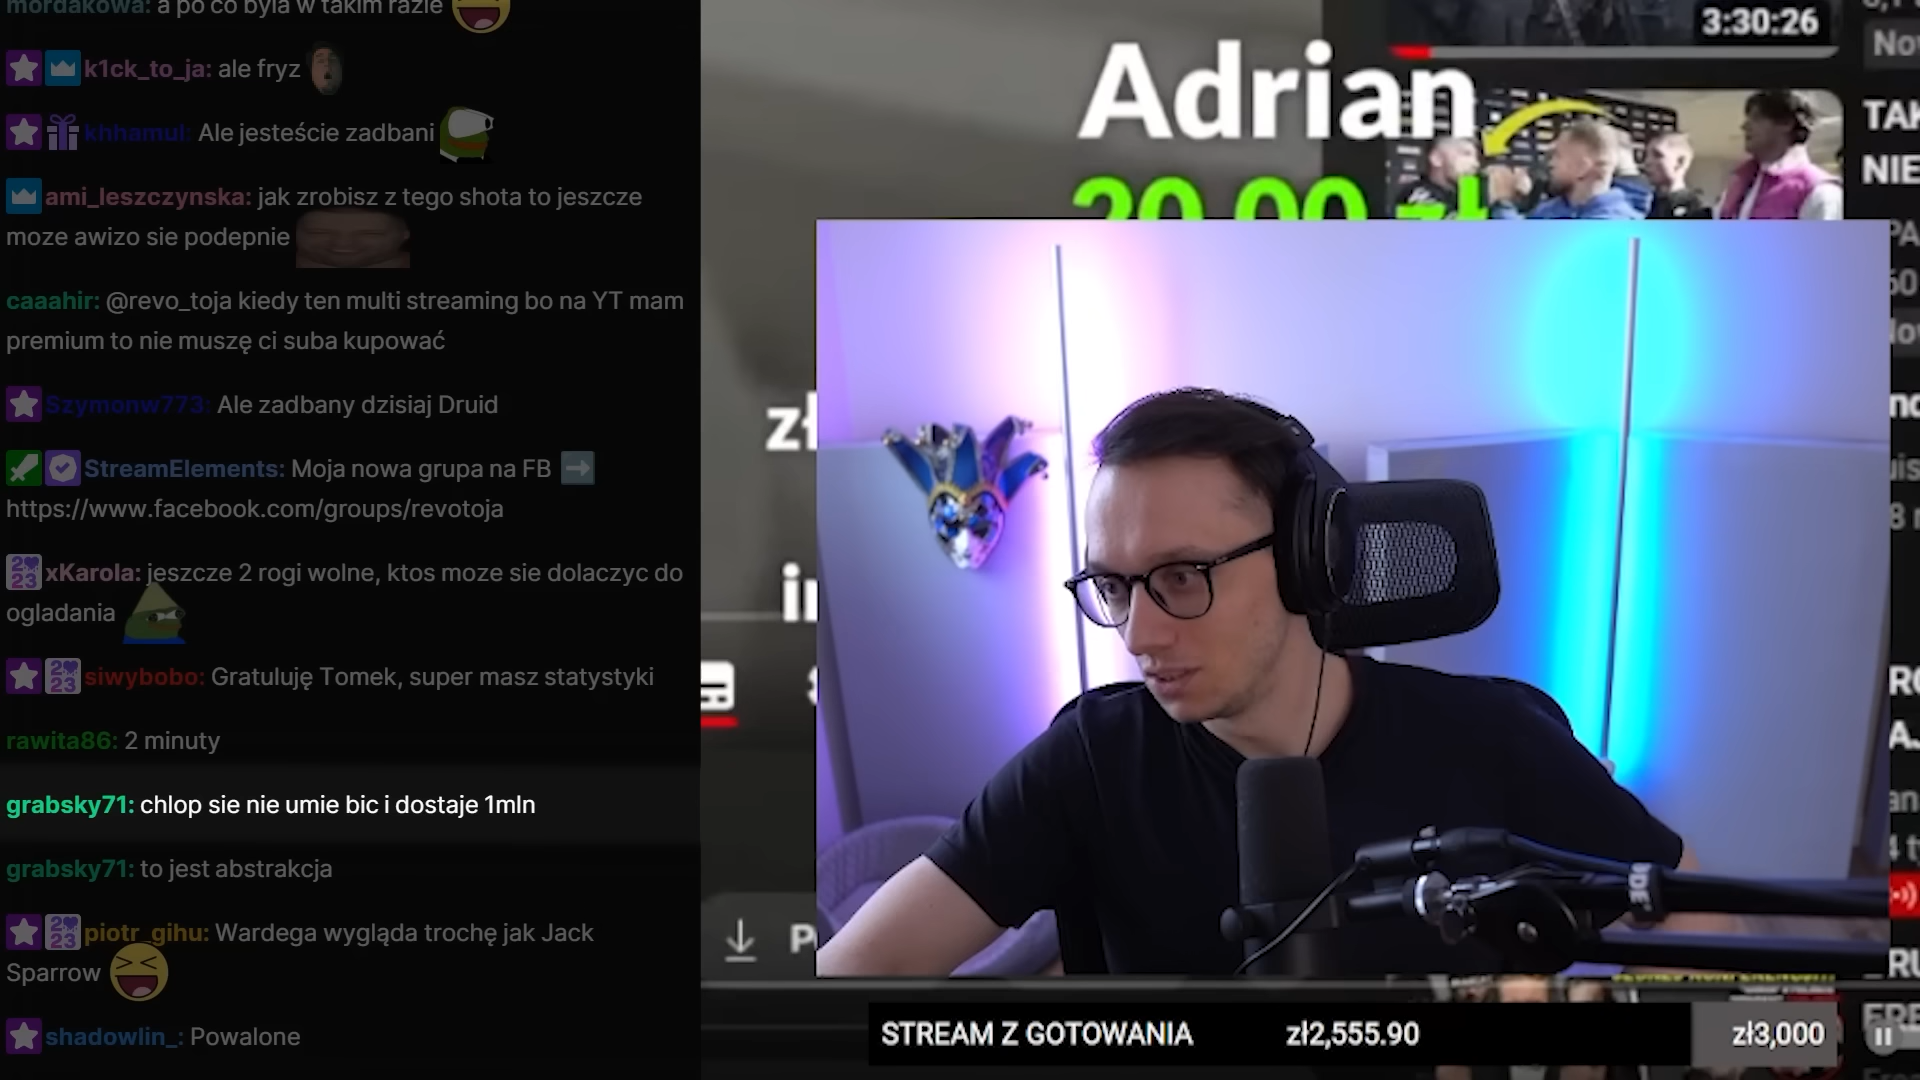 mordakowa: a po co była w takim razie
k1ck_to_ja: ale fryz
khhamul: Ale jesteście zadbani
ami_leszczynska: jak zrobisz z tego shota to jeszcze
moze awizo sie podepnie
caaahir: @revo_toja kiedy ten multi streaming bo na YT mam
premium to nie muszę ci suba kupować
Szymonw773: Ale zadbany dzisiaj Druid
StreamElements: Moja nowa grupa na FB
https://www.facebook.com/groups/revotoja
xKarola: jeszcze 2 rogi wolne, ktos moze sie dolaczyc do
ogladania
siwybobo: Gratuluję Tomek, super masz statystyki
rawita86: 2 minuty
grabsky71: chlop sie nie umie bic i dostaje 1mln
grabsky71: to jest abstrakcja
piotr_gihu: Wardega wygląda trochę jak Jack
Sparrow
shadowlin_: Powalone
Adrian
20,00 zł
3:30:26
TAK
NIE
STREAM Z GOTOWANIA zł2,555.90 zł3,000